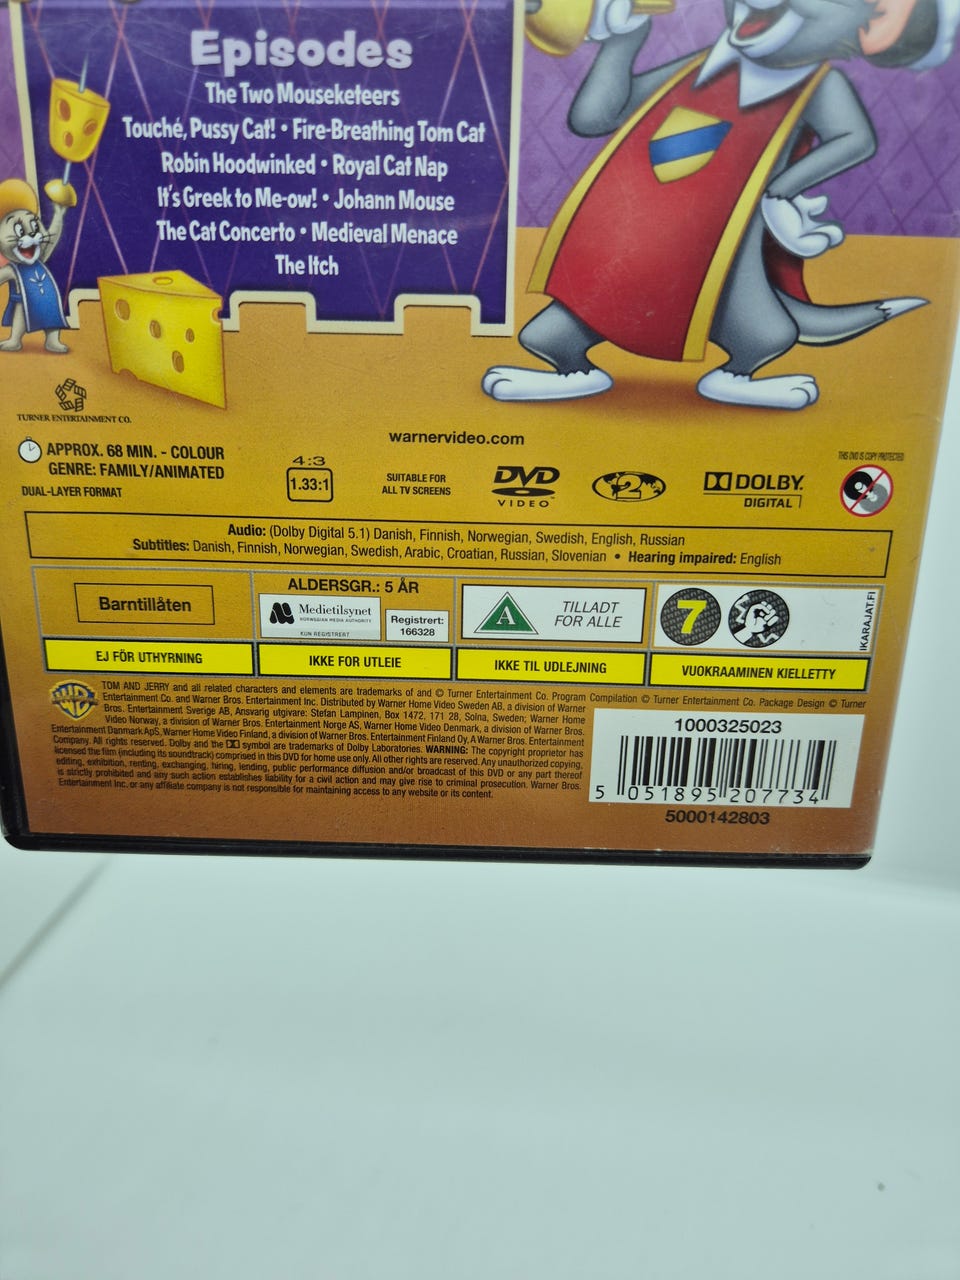 Episodes
The Two Mouseketeers
Touché, Pussy Cat! • Fire-Breathing Tom Cat
Robin Hoodwinked • Royal Cat Nap
It's Greek to Me-ow! • Johann Mouse
The Cat Concerto • Medieval Menace
The Itch
TURNER ENTERTAINMENT CO.
warnervideo.com
APPROX. 68 MIN. - COLOUR
GENRE: FAMILY/ANIMATED
DUAL-LAYER FORMAT
4:3
1.33:1
SUITABLE FOR
ALL TV SCREENS
DVD
VIDEO
2
DOLBY
DIGITAL
THIS DVD IS COPY PROTECTED
Audio: (Dolby Digital 5.1) Danish, Finnish, Norwegian, Swedish, English, Russian
Subtitles: Danish, Finnish, Norwegian, Swedish, Arabic, Croatian, Russian, Slovenian • Hearing impaired: English
Barntillåten
ALDERSGR.: 5 ÅR
Medietilsynet
NORWEGIAN MEDIA AUTHORITY
KUN REGISTRERT
Registrert:
166328
A
TILLADT
FOR ALLE
7
IKARAJAT.FI
EJ FÖR UTHYRNING
IKKE FOR UTLEIE
IKKE TIL UDLEJNING
VUOKRAAMINEN KIELLETTY
WB
TOM AND JERRY and all related characters and elements are trademarks of and © Turner Entertainment Co. Program Compilation © Turner Entertainment Co. Package Design © Turner
Entertainment Co. and Warner Bros. Entertainment Inc. Distributed by Warner Home Video Sweden AB, a division of Warner
Bros. Entertainment Sverige AB, Ansvarig utgivare: Stefan Lampinen, Box 1472, 171 28, Solna, Sweden; Warner Home
Video Norway, a division of Warner Bros. Entertainment Norge AS, Warner Home Video Denmark, a division of Warner Bros.
Entertainment Danmark ApS, Warner Home Video Finland, a division of Warner Bros. Entertainment Finland Oy, A Warner Bros. Entertainment
Company. All rights reserved. Dolby and the symbol are trademarks of Dolby Laboratories. WARNING: The copyright proprietor has
licensed the film (including its soundtrack) comprised in this DVD for home use only. All other rights are reserved. Any unauthorized copying,
editing, exhibition, renting, exchanging, hiring, lending, public performance diffusion and/or broadcast of this DVD or any part thereof
is strictly prohibited and any such action establishes liability for a civil action and may give rise to criminal prosecution. Warner Bros.
Entertainment Inc. or any affiliate company is not responsible for maintaining access to any website or its content.
1000325023
5 051895 207734
5000142803